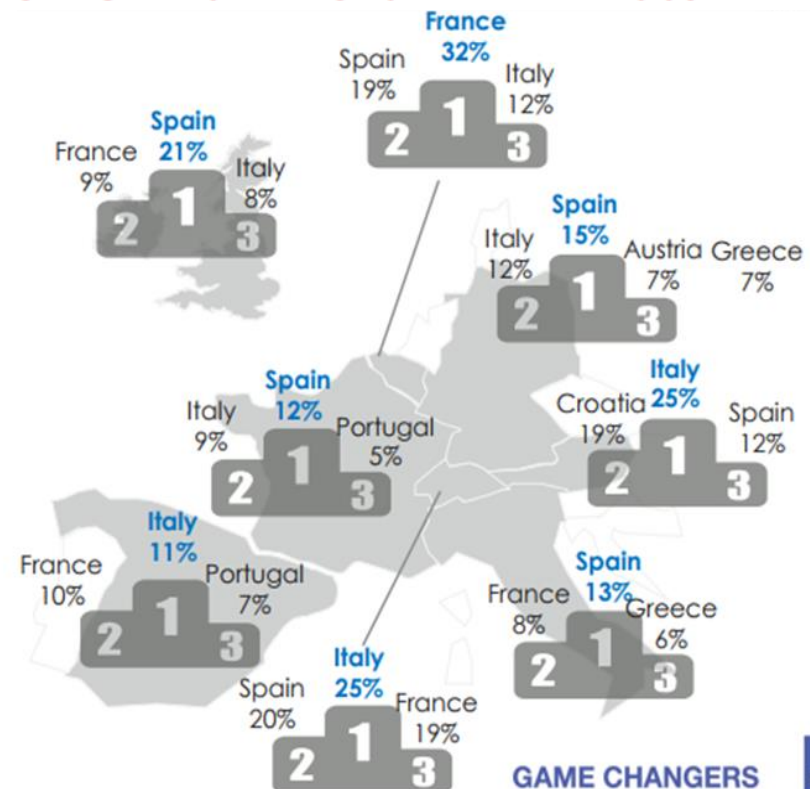 France
32%
Spain
19%
Italy
12%
1
2
3
Spain
21%
France
9%
Italy
8%
1
2
3
Spain
15%
Italy
12%
Austria
7%
Greece
7%
1
2
3
Spain
12%
Italy
9%
Portugal
5%
1
2
3
Italy
25%
Croatia
19%
Spain
12%
1
2
3
Italy
11%
France
10%
Portugal
7%
1
2
3
Spain
13%
France
8%
Greece
6%
1
2
3
Italy
25%
Spain
20%
France
19%
1
2
3
GAME CHANGERS